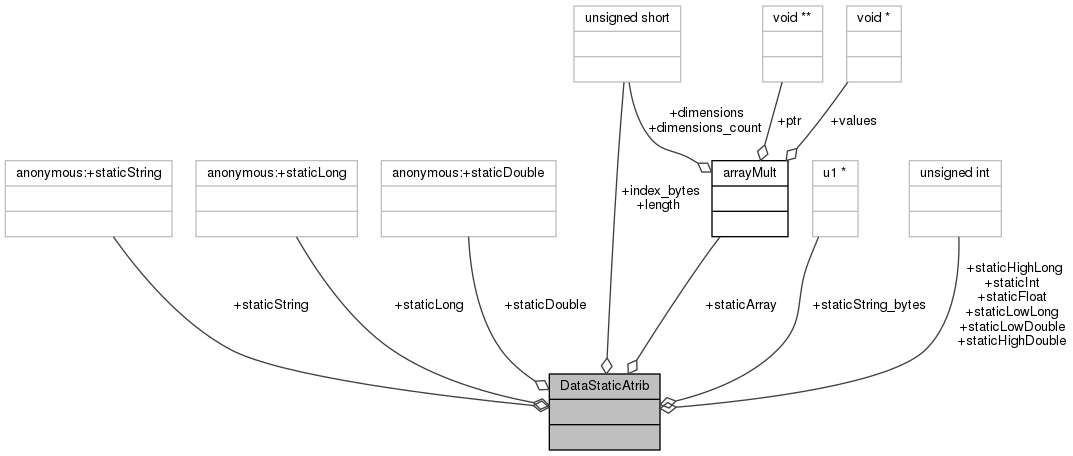 unsigned short
void **
void *
+dimensions
+dimensions_count
+ptr
+values
anonymous:+staticString
anonymous:+staticLong
anonymous:+staticDouble
arrayMult
u1 *
unsigned int
+index_bytes
+length
+staticString
+staticLong
+staticDouble
+staticArray
+staticString_bytes
+staticHighLong
+staticInt
+staticFloat
+staticLowLong
+staticLowDouble
+staticHighDouble
DataStaticAtrib